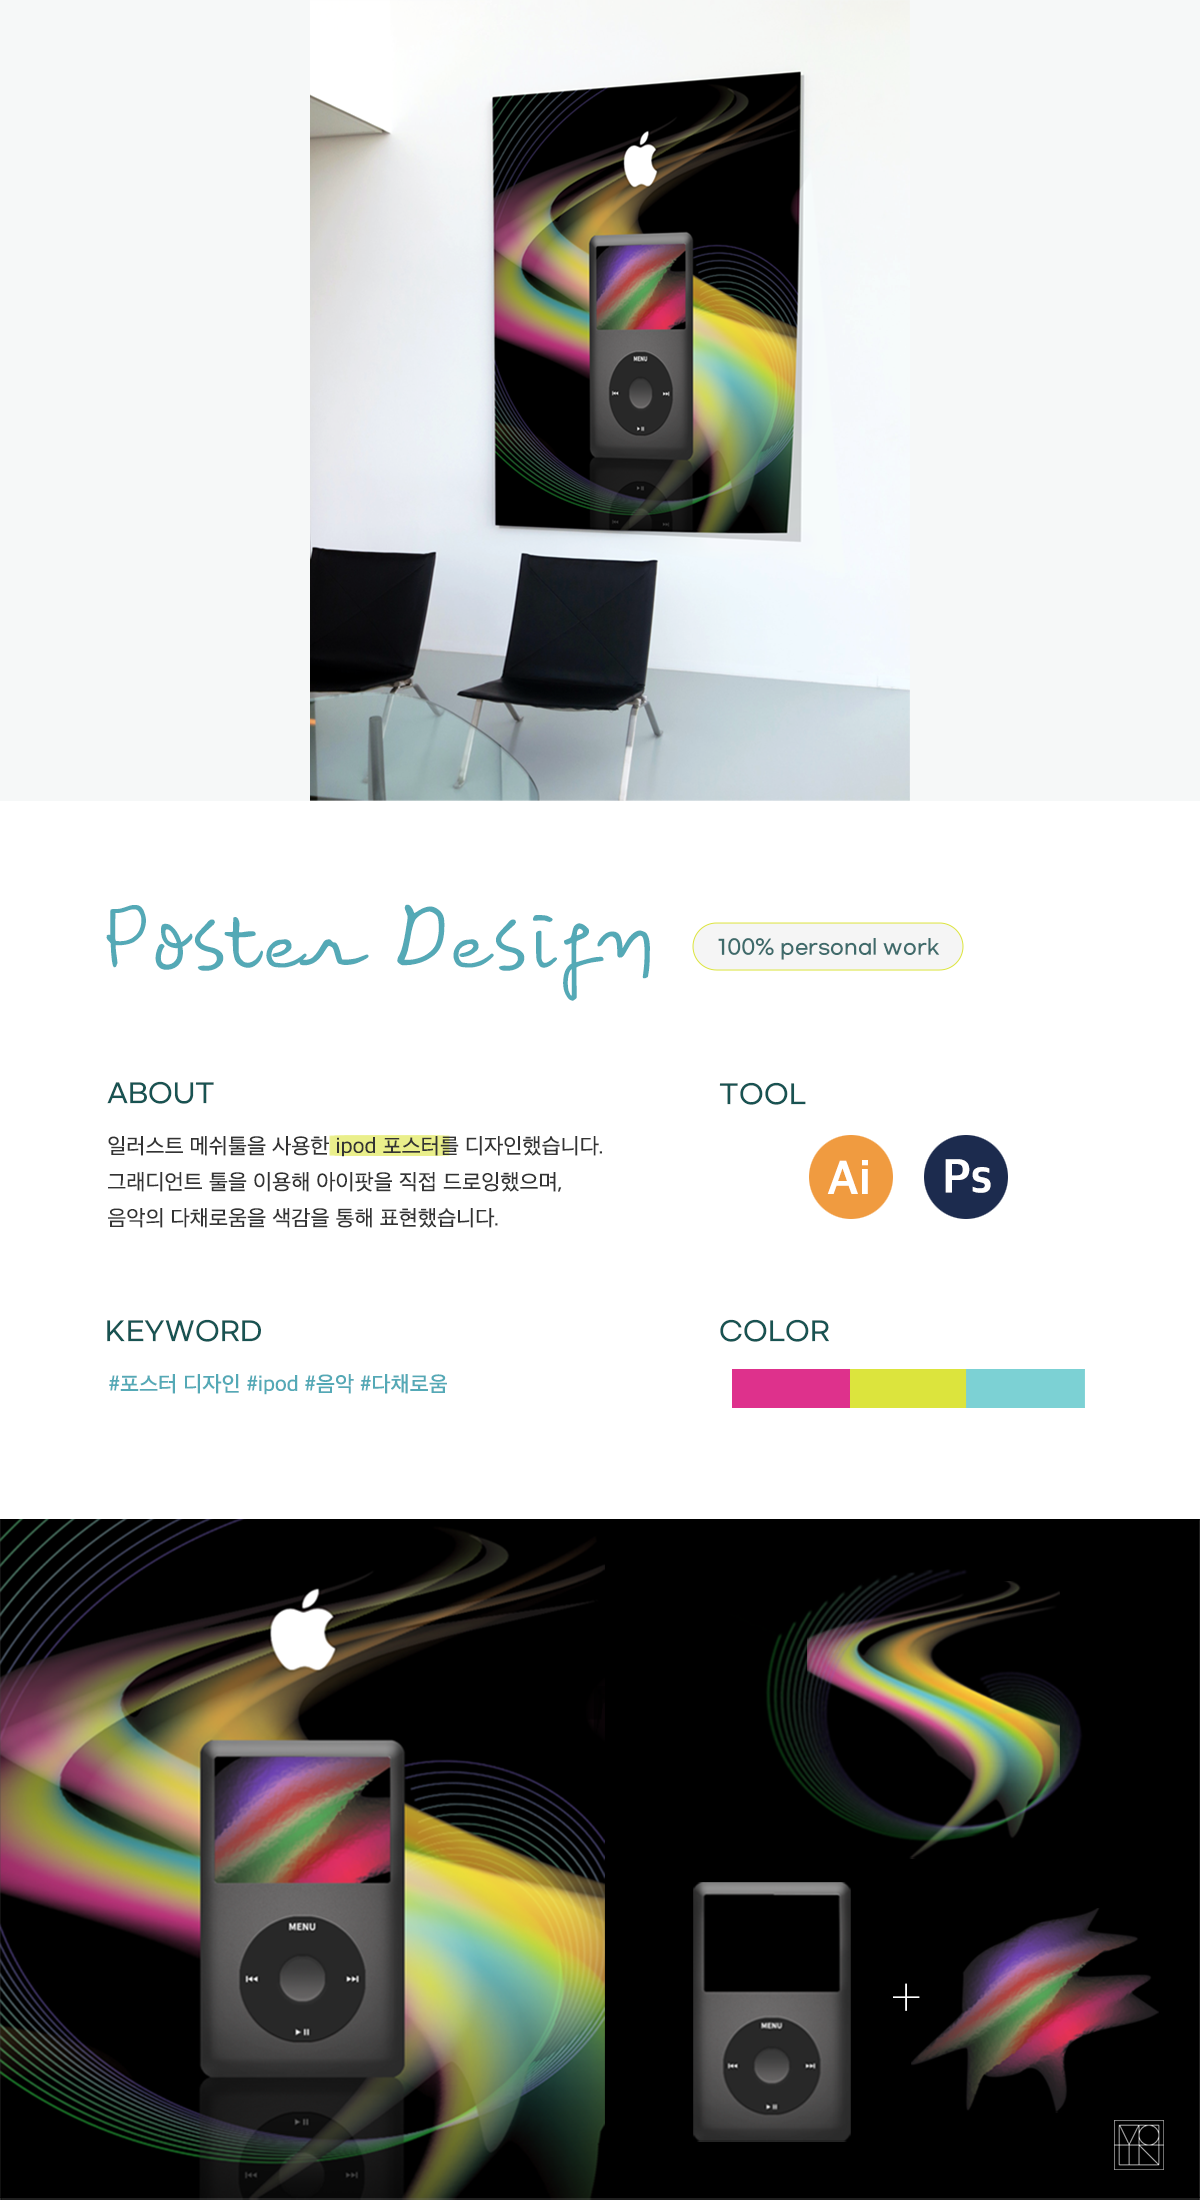 MENU
Poster Design
100% personal work
ABOUT
일러스트 메쉬툴을 사용한 ipod 포스터를 디자인했습니다.
그래디언트 툴을 이용해 아이팟을 직접 드로잉했으며,
음악의 다채로움을 색감을 통해 표현했습니다.
TOOL
Ai
Ps
KEYWORD
#포스터 디자인 #ipod #음악 #다채로움
COLOR
MENU
MENU